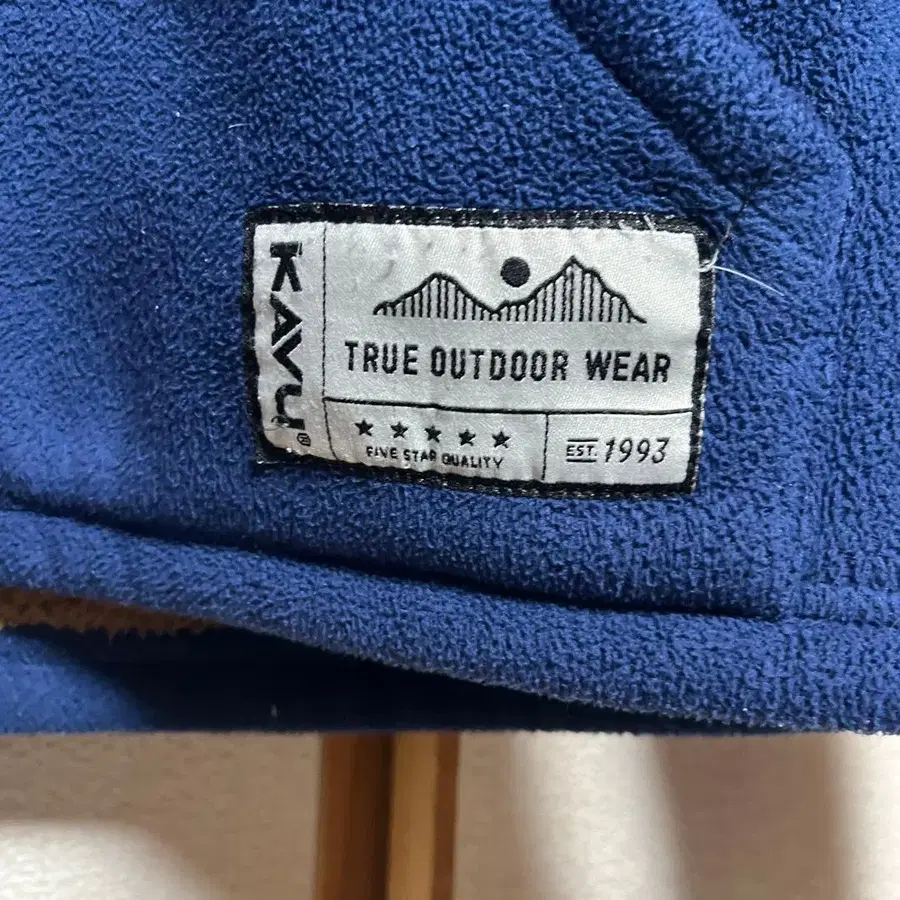 KAVU®
TRUE OUTDOOR WEAR
FIVE STAR QUALITY
EST. 1993